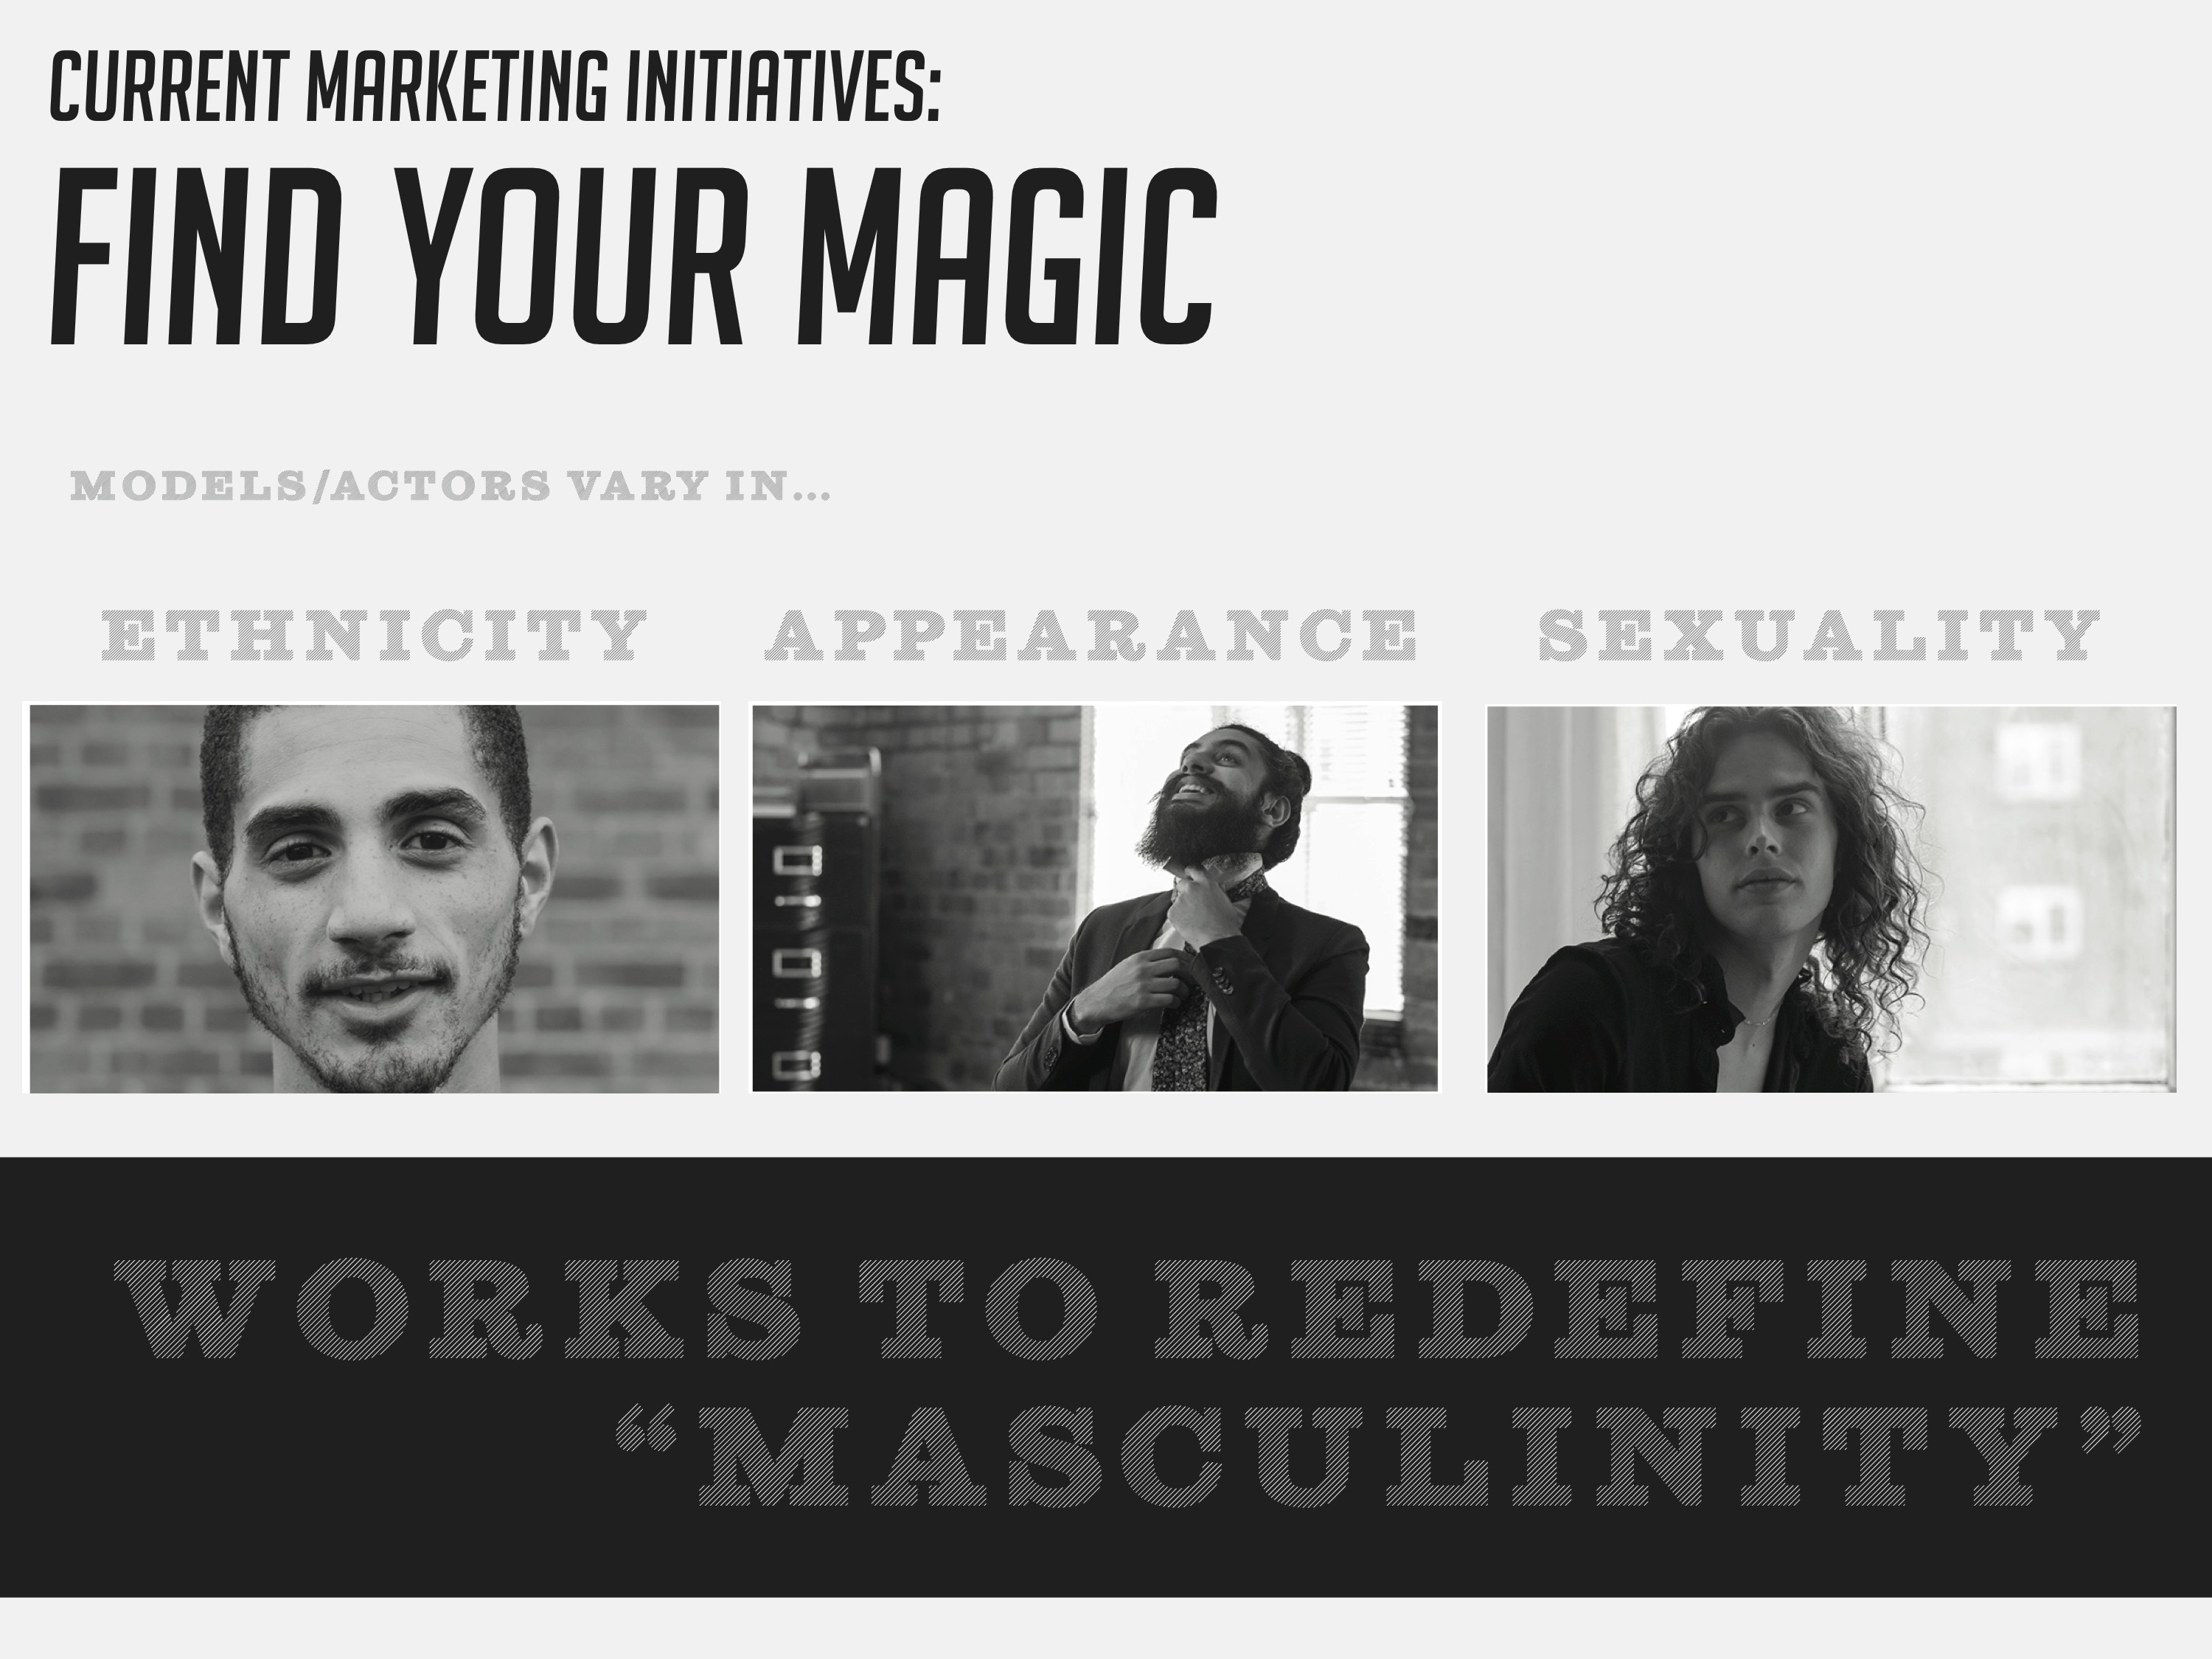 CURRENT MARKETING INITIATIVES:
FIND YOUR MAGIC
MODELS/ACTORS VARY IN...
ETHNICITY
APPEARANCE
SEXUALITY
WORKS TO REDEFINE
“MASCULINITY”